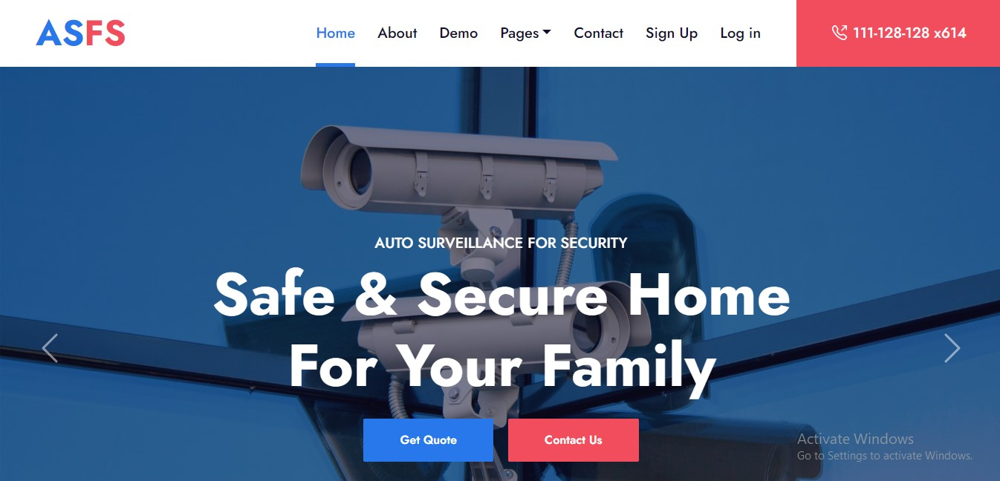 ASFS
Home About Demo Pages Contact Sign Up Log in
111-128-128 x614
AUTO SURVEILLANCE FOR SECURITY
Safe & Secure Home
For Your Family
Get Quote Contact Us
Activate Windows
Go to Settings to activate Windows.